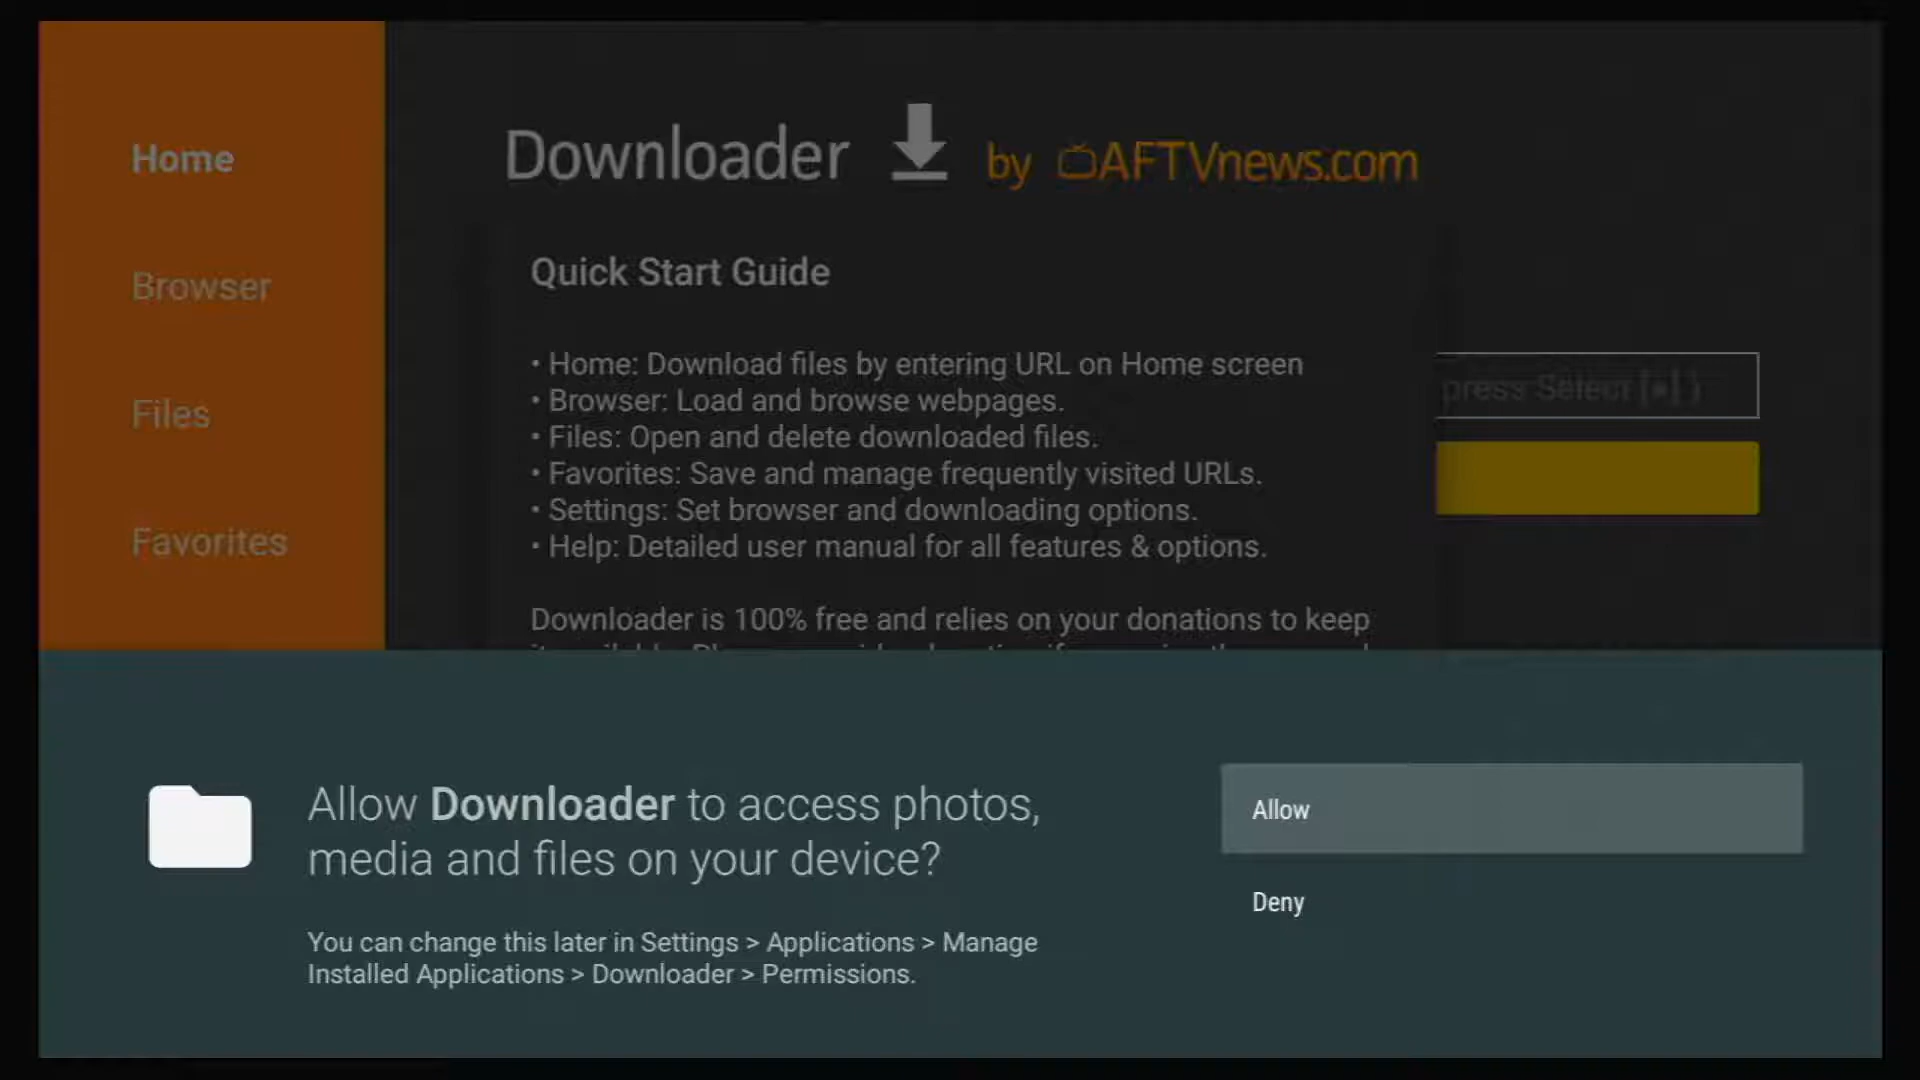 Home
Browser
Files
Favorites
Downloader by AFTVnews.com
Quick Start Guide
• Home: Download files by entering URL on Home screen
• Browser: Load and browse webpages.
• Files: Open and delete downloaded files.
• Favorites: Save and manage frequently visited URLs.
• Settings: Set browser and downloading options.
• Help: Detailed user manual for all features & options.
Downloader is 100% free and relies on your donations to keep
press Select [●] )
Allow Downloader to access photos,
media and files on your device?
You can change this later in Settings > Applications > Manage
Installed Applications > Downloader > Permissions.
Allow
Deny